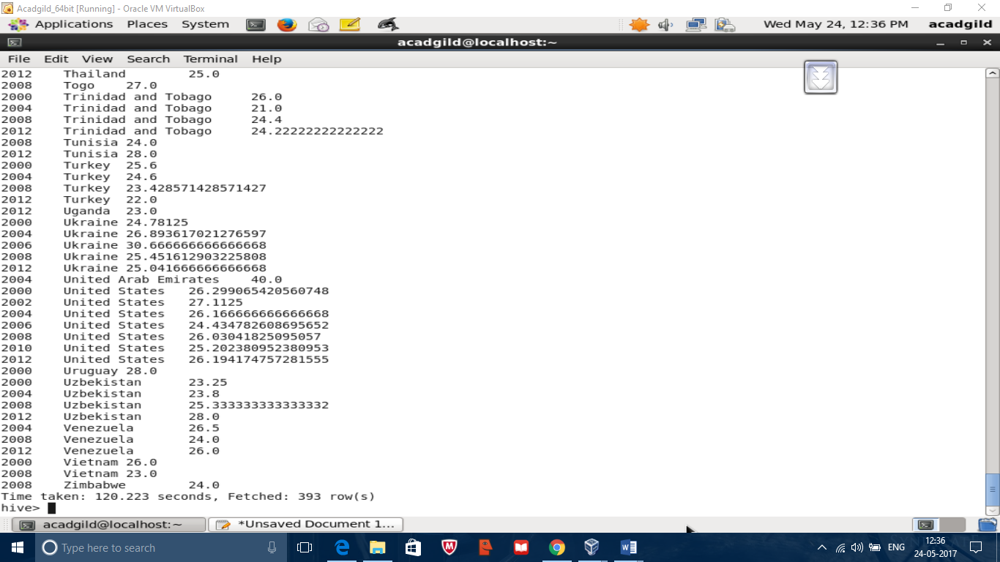 Acadgild_64bit [Running] - Oracle VM VirtualBox
Applications Places System Wed May 24, 12:36 PM acadgild
acadgild@localhost:~
File Edit View Search Terminal Help
2012 Thailand 25.0
2008 Togo 27.0
2000 Trinidad and Tobago 26.0
2004 Trinidad and Tobago 21.0
2008 Trinidad and Tobago 24.4
2012 Trinidad and Tobago 24.22222222222222
2008 Tunisia 24.0
2012 Tunisia 28.0
2000 Turkey 25.6
2004 Turkey 24.6
2008 Turkey 23.428571428571427
2012 Turkey 22.0
2012 Uganda 23.0
2000 Ukraine 24.78125
2004 Ukraine 26.893617021276597
2006 Ukraine 30.666666666666668
2008 Ukraine 25.451612903225808
2012 Ukraine 25.041666666666668
2004 United Arab Emirates 40.0
2000 United States 26.299065420560748
2002 United States 27.1125
2004 United States 26.166666666666668
2006 United States 24.434782608695652
2008 United States 26.03041825095057
2010 United States 25.202380952380953
2012 United States 26.194174757281555
2000 Uruguay 28.0
2000 Uzbekistan 23.25
2004 Uzbekistan 23.8
2008 Uzbekistan 25.333333333333332
2012 Uzbekistan 28.0
2004 Venezuela 26.5
2008 Venezuela 24.0
2012 Venezuela 26.0
2000 Vietnam 26.0
2008 Vietnam 23.0
2008 Zimbabwe 24.0
Time taken: 120.223 seconds, Fetched: 393 row(s)
hive>
acadgild@localhost:~ *Unsaved Document 1...
Type here to search ENG 12:36
24-05-2017